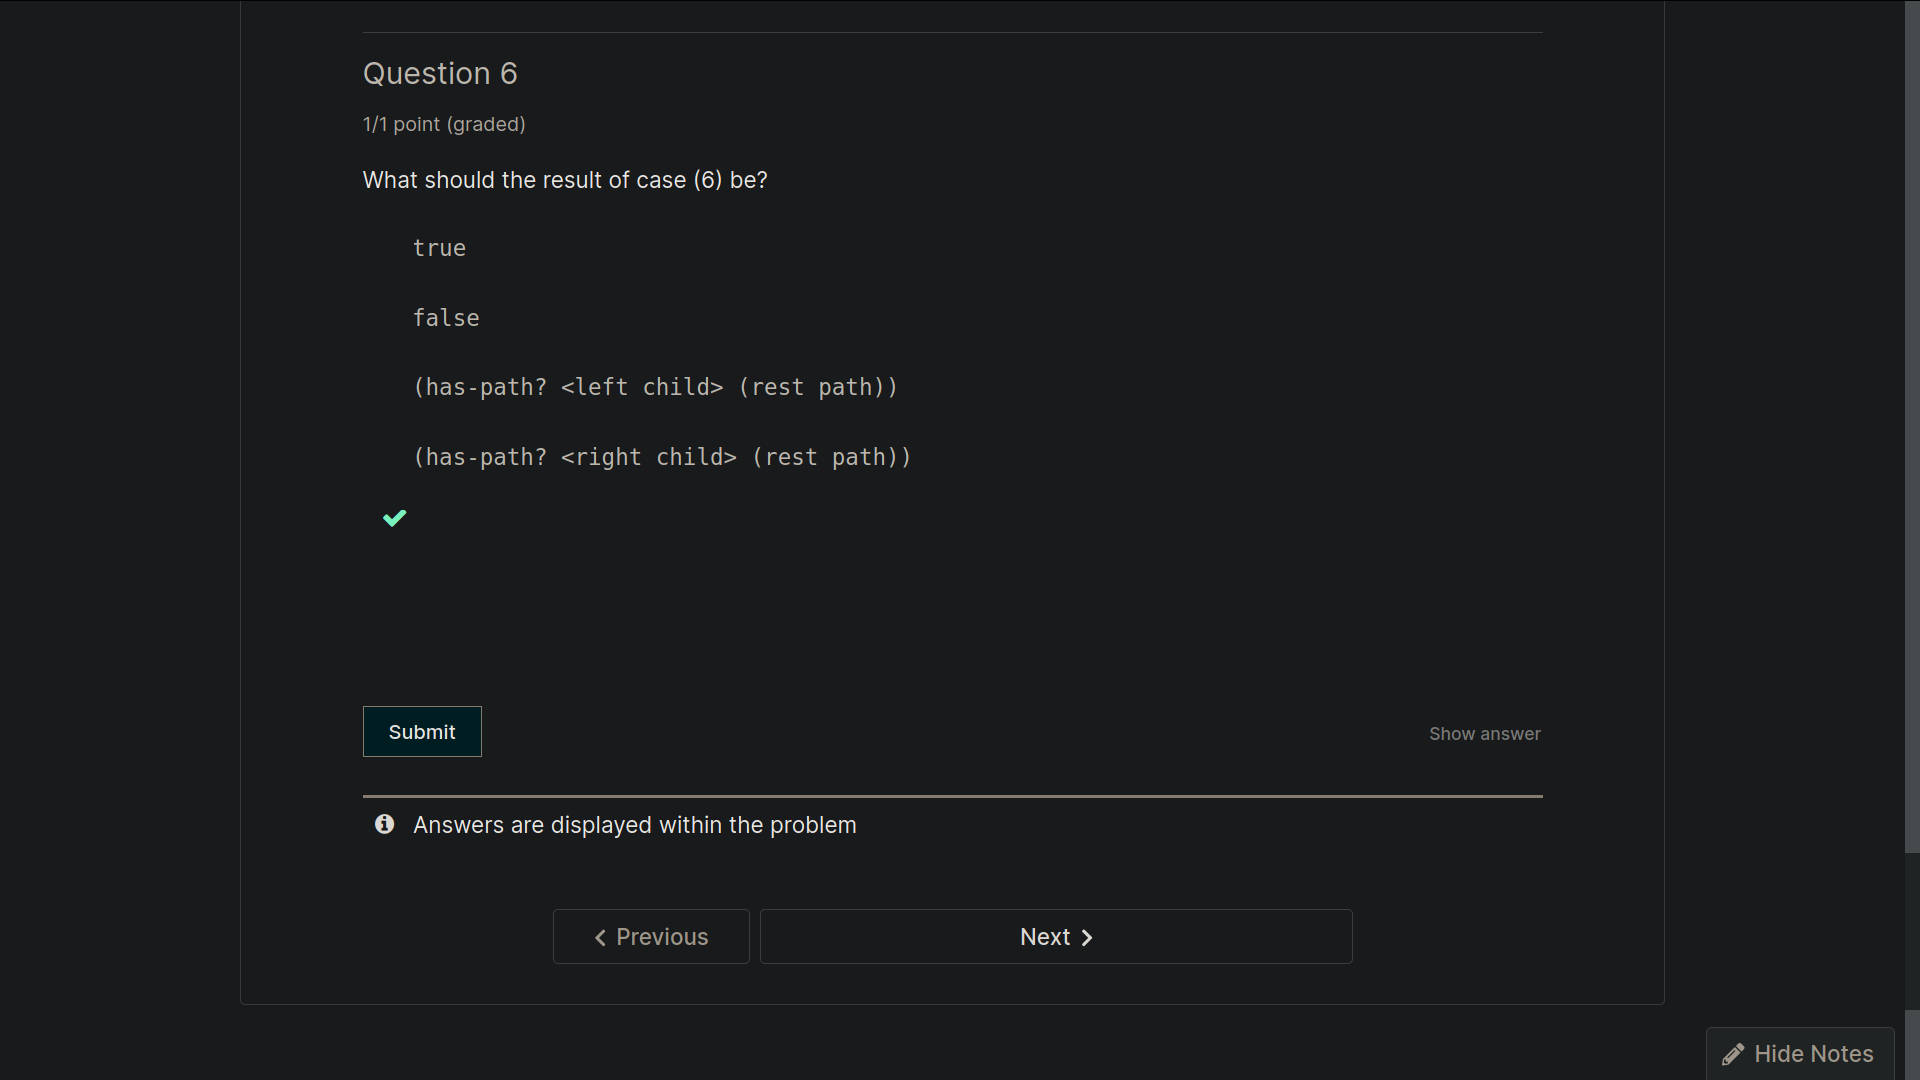 Question 6
1/1 point (graded)
What should the result of case (6) be?
true
false
(has-path? <left child> (rest path))
(has-path? <right child> (rest path))
Submit
Show answer
Answers are displayed within the problem
Previous
Next
Hide Notes